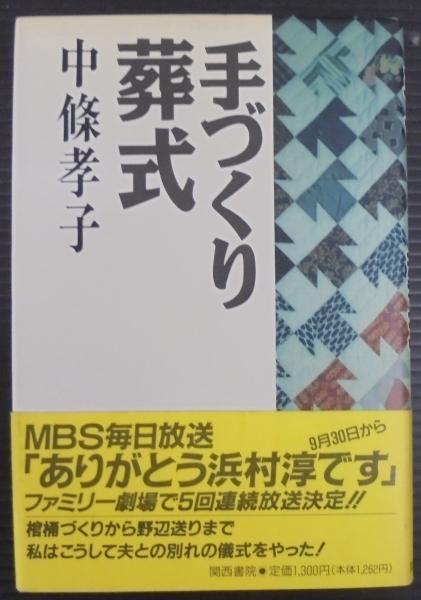 手づくり
葬式
中條孝子
MBS毎日放送
9月30日から
「ありがとう浜村淳です」
ファミリー劇場で5回連続放送決定!!
棺桶づくりから野辺送りまで
私はこうして夫との別れの儀式をやった!
関西書院●定価1,300円(本体1,262円)